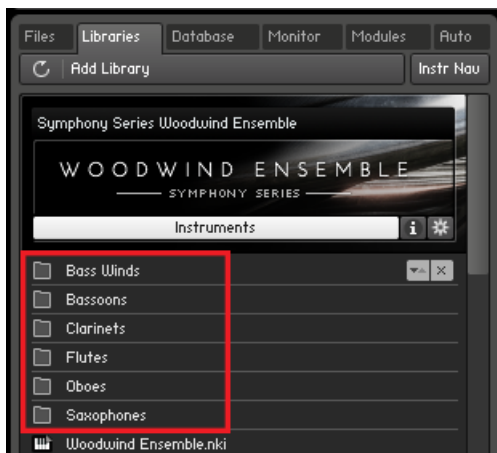 Files Libraries Database Monitor Modules Auto
Add Library Instr Nav
Symphony Series Woodwind Ensemble
WOODWIND ENSEMBLE
SYMPHONY SERIES
Instruments i
Bass Winds
Bassoons
Clarinets
Flutes
Oboes
Saxophones
Woodwind Ensemble.nki